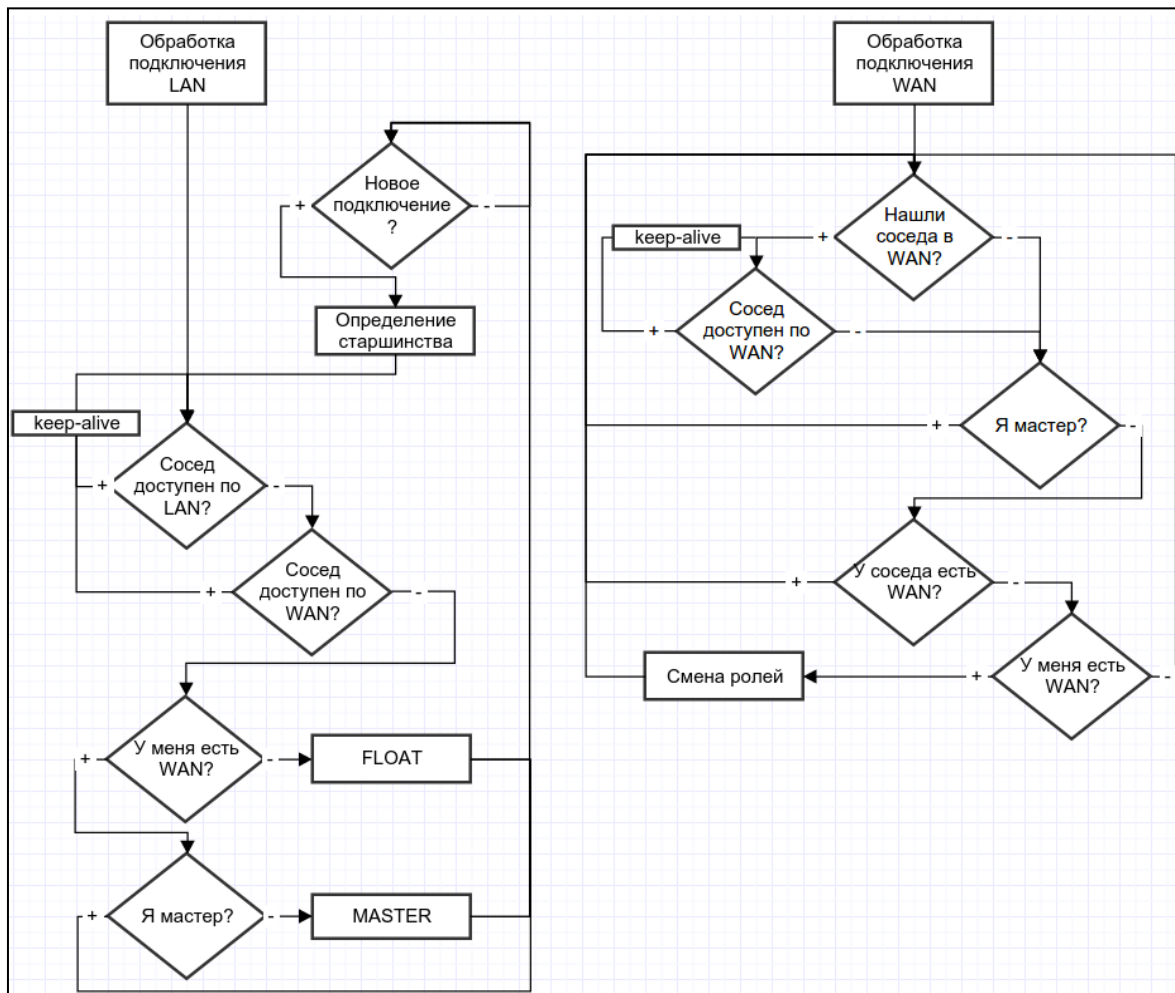 Обработка
подключения
LAN
Новое
подключение
?
+
-
Определение
старшинства
keep-alive
Сосед
доступен по
LAN?
+
-
Сосед
доступен по
WAN?
+
-
У меня есть
WAN?
+
-
FLOAT
Я мастер?
+
-
MASTER
Обработка
подключения
WAN
Нашли
соседа в
WAN?
+
-
keep-alive
Сосед
доступен по
WAN?
+
-
Я мастер?
+
-
У соседа есть
WAN?
+
-
У меня есть
WAN?
+
-
Смена ролей